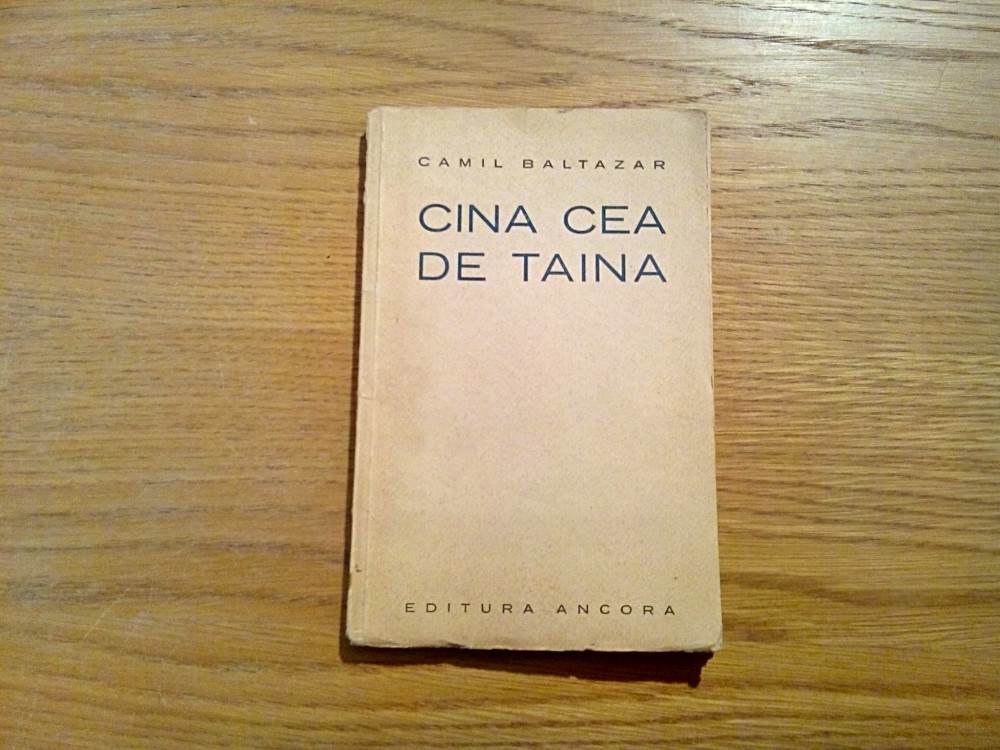 CAMIL BALTAZAR
CINA CEA
DE TAINA
EDITURA ANCORA